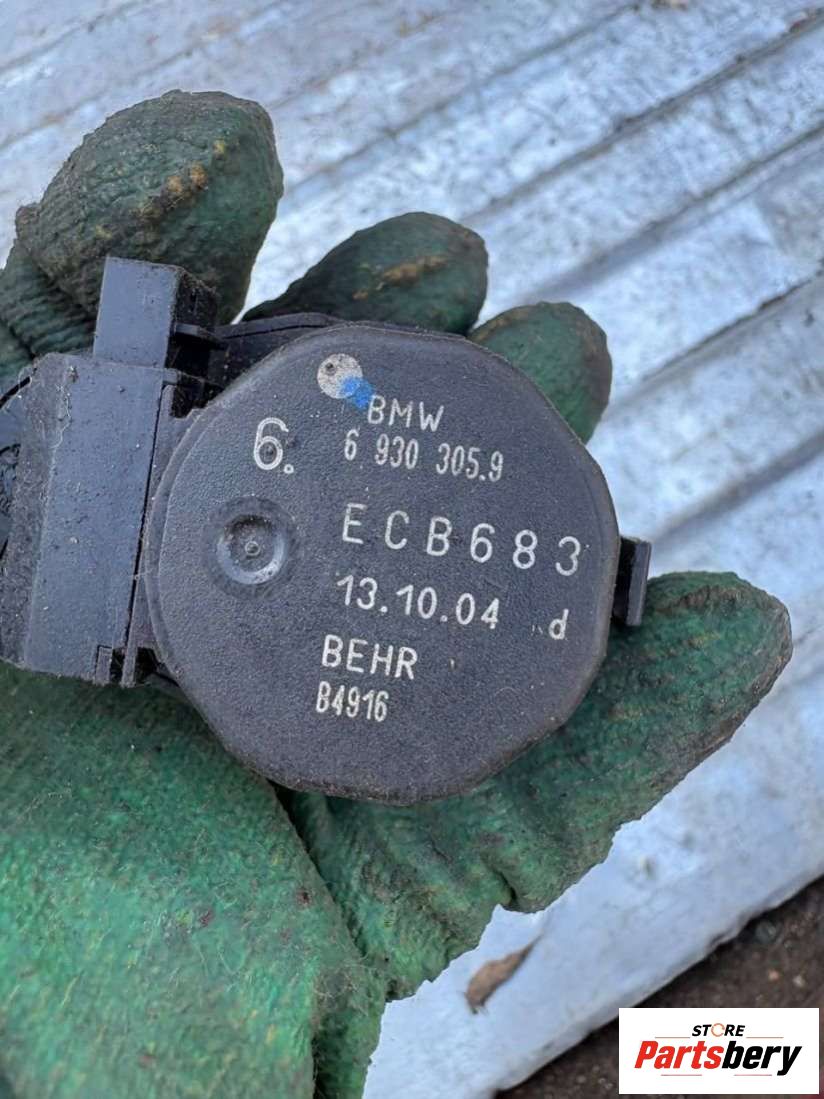 BMW
6 930 305.9
6.
ECB683
13.10.04 d
BEHR
B4916
STORE
Partsbery